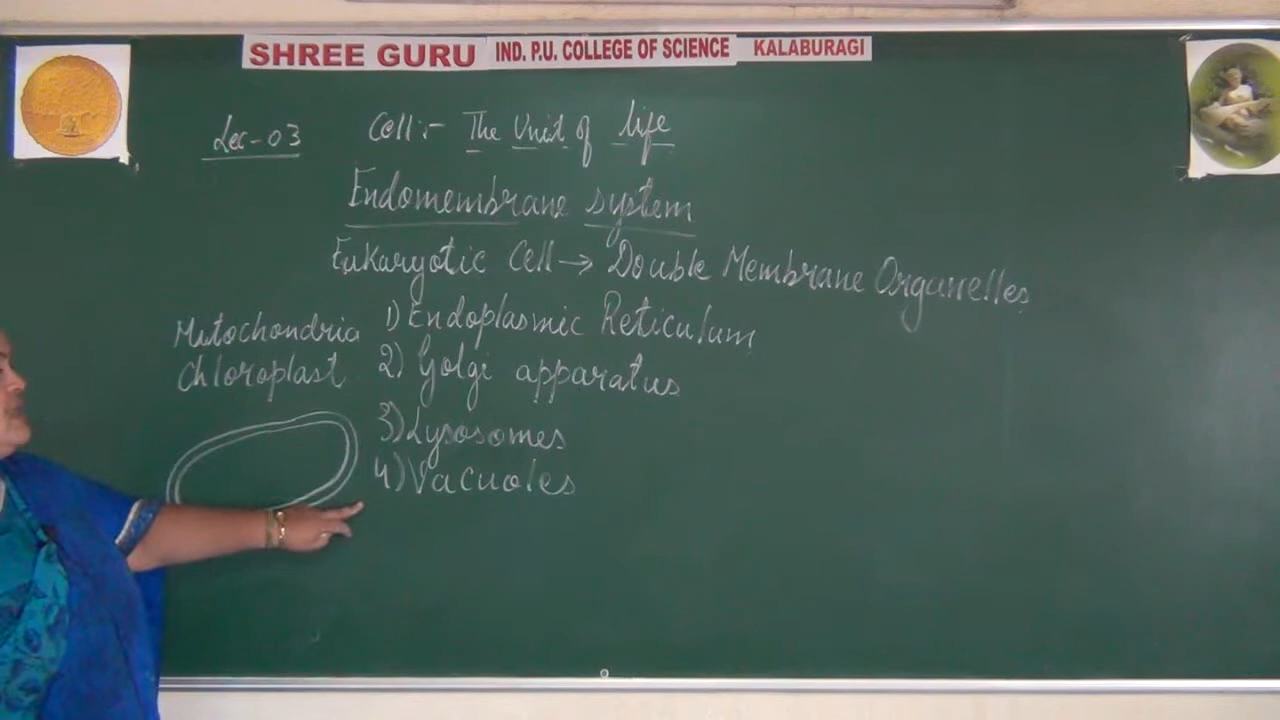 SHREE GURU IND. P.U. COLLEGE OF SCIENCE KALABURAGI
Lec-03 Cell:- The Unit of life
Endomembrane system
Eukaryotic Cell → Double Membrane Organelles
Mitochondria
Chloroplast
1) Endoplasmic Reticulum
2) Golgi apparatus
3) Lysosomes
4) Vacuoles